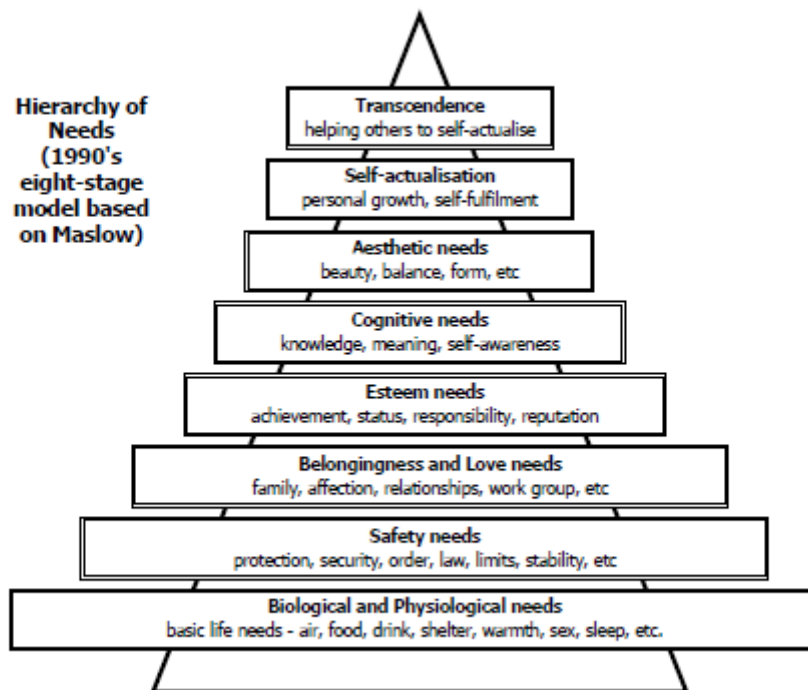 Hierarchy of
Needs
(1990's
eight-stage
model based
on Maslow)
Transcendence
helping others to self-actualise
Self-actualisation
personal growth, self-fulfilment
Aesthetic needs
beauty, balance, form, etc
Cognitive needs
knowledge, meaning, self-awareness
Esteem needs
achievement, status, responsibility, reputation
Belongingness and Love needs
family, affection, relationships, work group, etc
Safety needs
protection, security, order, law, limits, stability, etc
Biological and Physiological needs
basic life needs - air, food, drink, shelter, warmth, sex, sleep, etc.